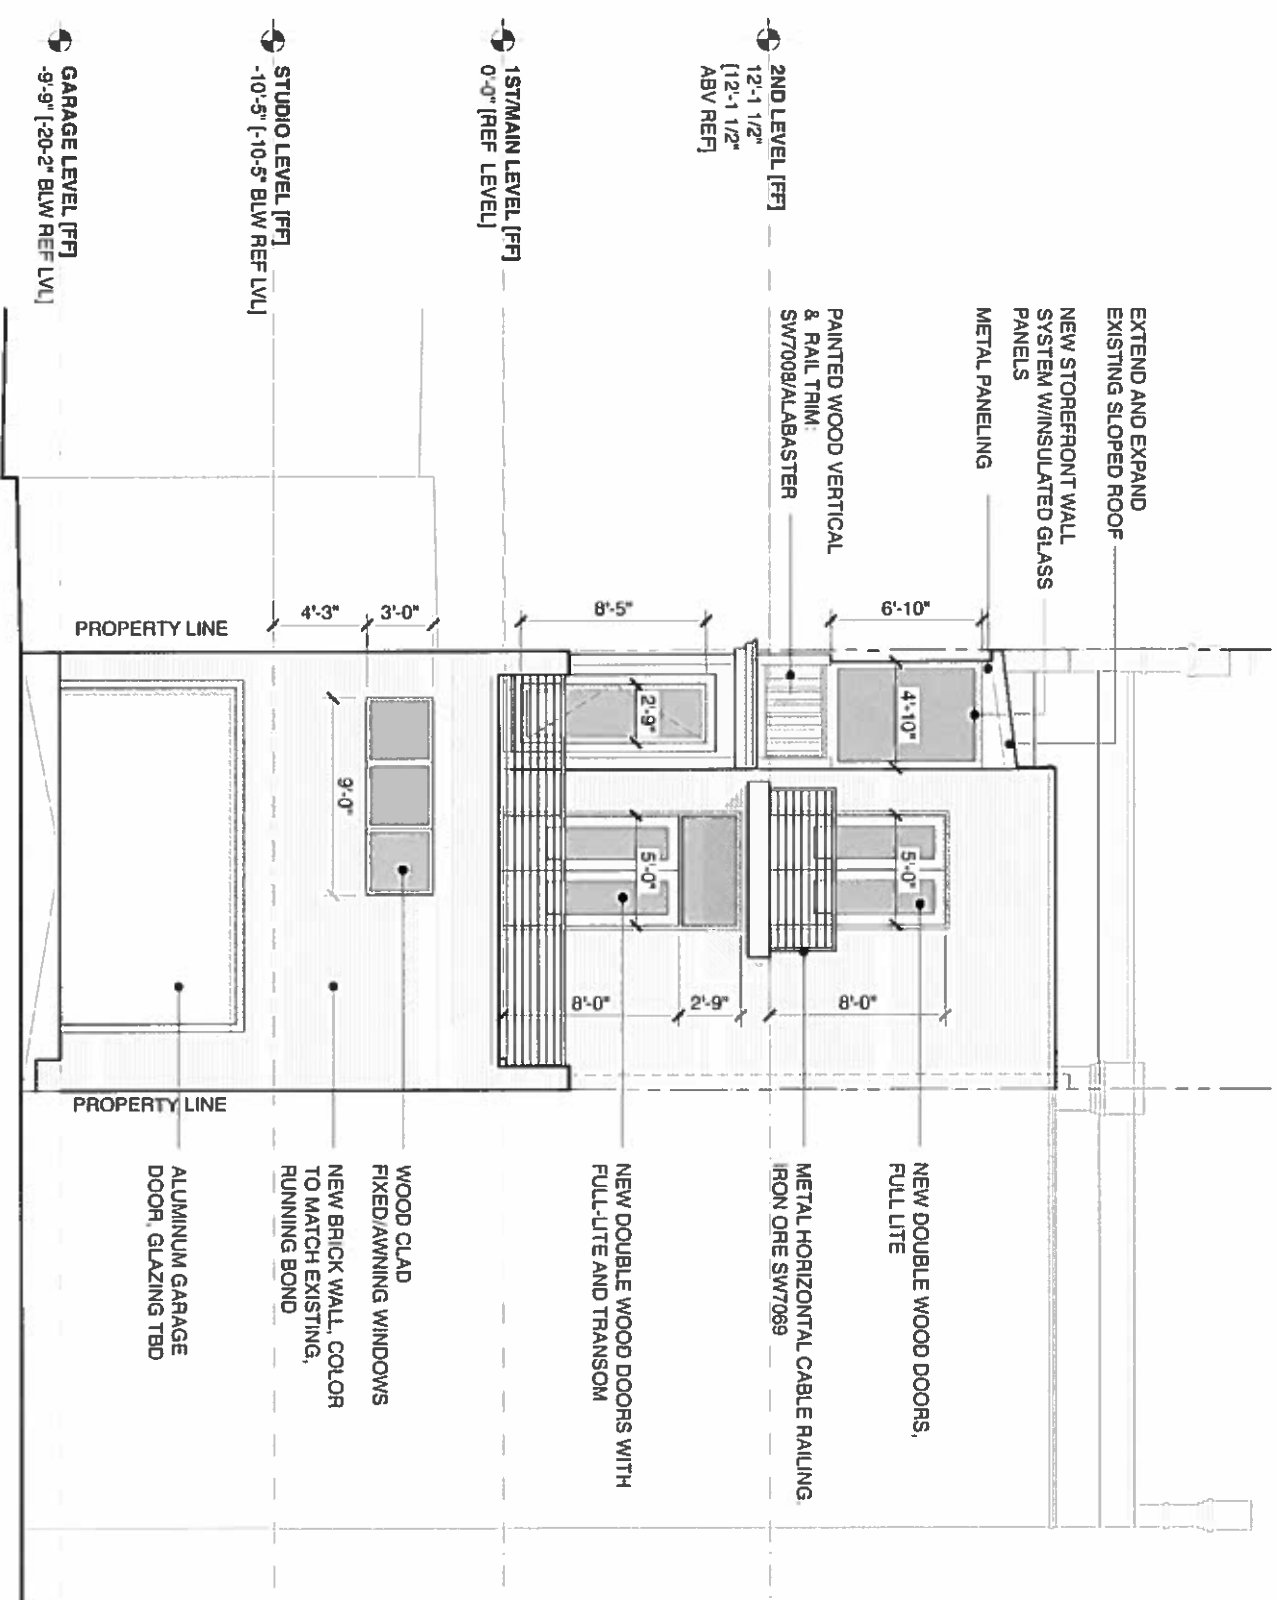 EXTEND AND EXPAND
EXISTING SLOPED ROOF
NEW STOREFRONT WALL
SYSTEM W/INSULATED GLASS
PANELS
METAL PANELING
PAINTED WOOD VERTICAL
& RAIL TRIM:
SW7008/ALABASTER
2ND LEVEL [FF]
12'-1 1/2"
[12'-1 1/2"
ABV REF]
1ST/MAIN LEVEL [FF]
0'-0" [REF LEVEL]
STUDIO LEVEL [FF]
-10'-5" [-10-5" BLW REF LVL]
GARAGE LEVEL [FF]
-9'-9" [-20-2" BLW REF LVL]
6'-10"
8'-5"
3'-0"
4'-3"
PROPERTY LINE
4'-10"
2'-9"
9'-0"
5'-0"
5'-0"
8'-0"
2'-9"
8'-0"
PROPERTY LINE
NEW DOUBLE WOOD DOORS,
FULL LITE
METAL HORIZONTAL CABLE RAILING.
IRON ORE SW7069
NEW DOUBLE WOOD DOORS WITH
FULL-LITE AND TRANSOM
WOOD CLAD
FIXED/AWNING WINDOWS
NEW BRICK WALL, COLOR
TO MATCH EXISTING,
RUNNING BOND
ALUMINUM GARAGE
DOOR, GLAZING TBD